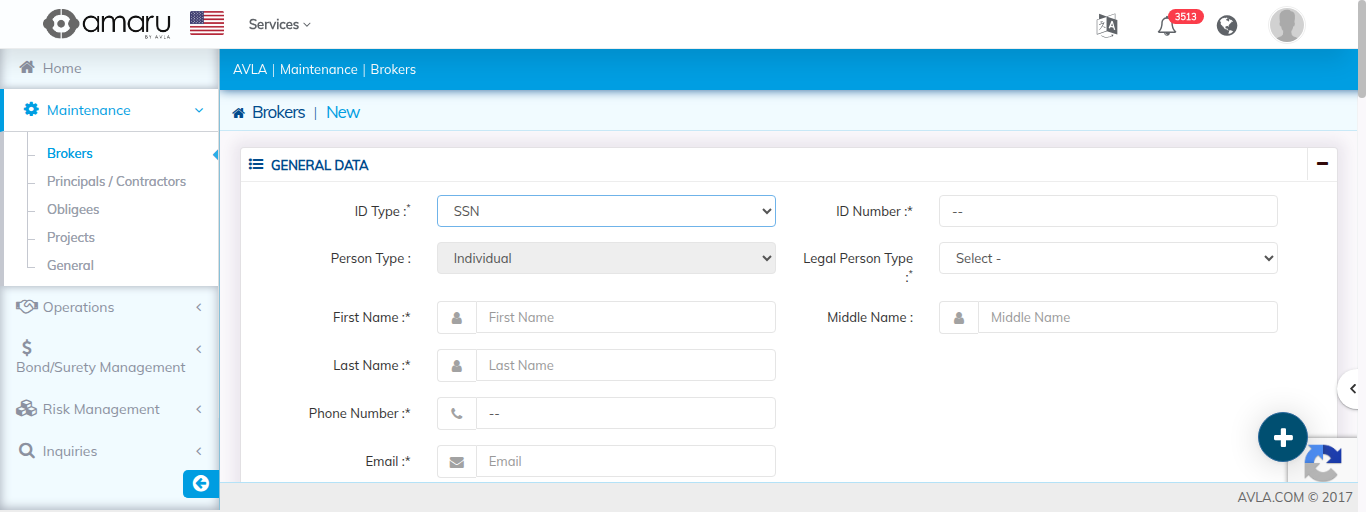 amaru
BY AVLA
Services
3513
Home
Maintenance
Brokers
Principals / Contractors
Obligees
Projects
General
Operations
Bond/Surety Management
Risk Management
Inquiries
AVLA | Maintenance | Brokers
Brokers | New
GENERAL DATA
ID Type :* SSN ID Number :* --
Person Type : Individual Legal Person Type
:* Select -
First Name :* First Name Middle Name : Middle Name
Last Name :* Last Name
Phone Number :* --
Email :* Email
AVLA.COM © 2017